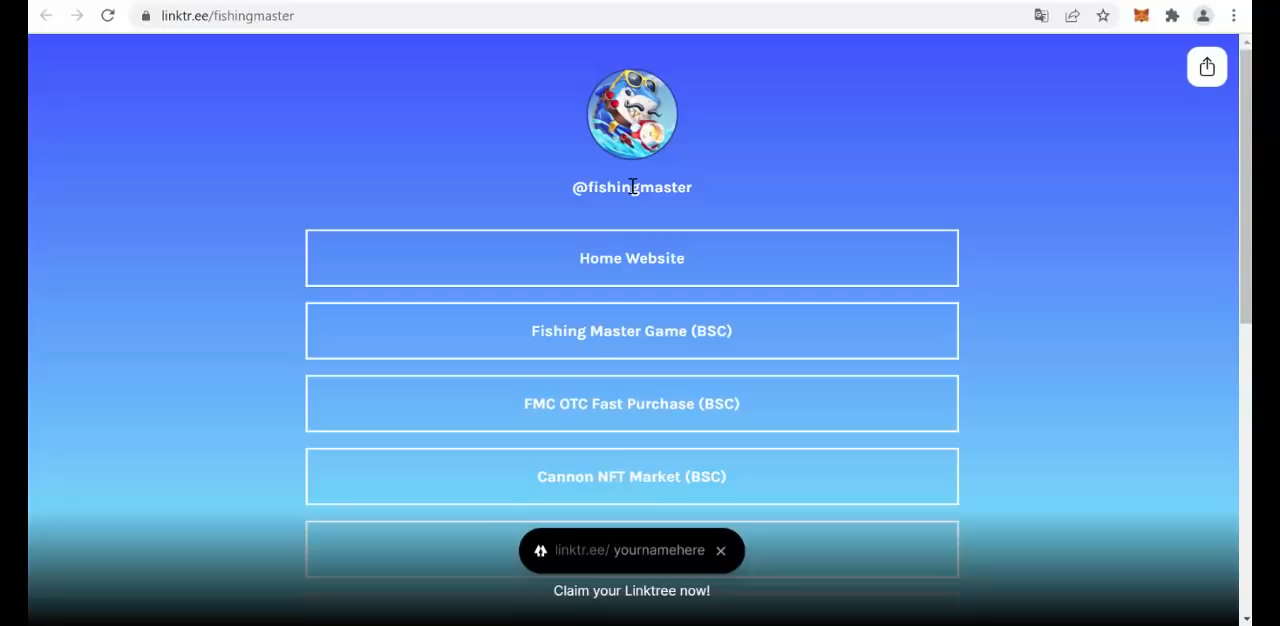 linktr.ee/fishingmaster
@fishingmaster
Home Website
Fishing Master Game (BSC)
FMC OTC Fast Purchase (BSC)
Cannon NFT Market (BSC)
linktr.ee/ yournamehere
Claim your Linktree now!